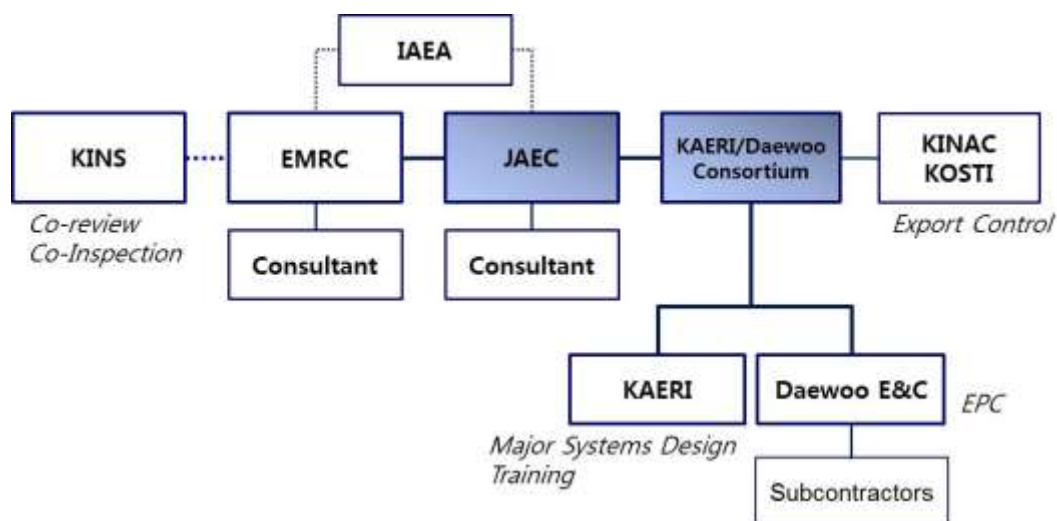 IAEA
KINS
EMRC
JAEC
KAERI/Daewoo
Consortium
KINAC
KOSTI
Co-review
Co-Inspection
Export Control
Consultant
Consultant
KAERI
Daewoo E&C
EPC
Major Systems Design
Training
Subcontractors